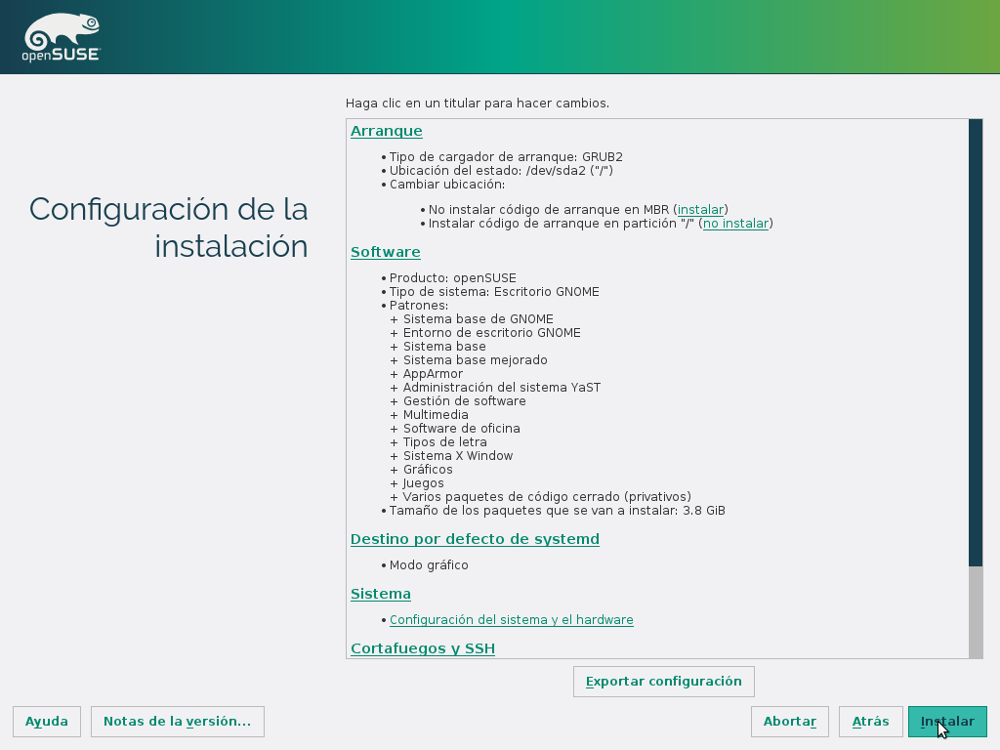 openSUSE
Haga clic en un titular para hacer cambios.
Configuración de la
instalación
Arranque
• Tipo de cargador de arranque: GRUB2
• Ubicación del estado: /dev/sda2 ("/")
• Cambiar ubicación:
• No instalar código de arranque en MBR (instalar)
• Instalar código de arranque en partición "/" (no instalar)
Software
• Producto: openSUSE
• Tipo de sistema: Escritorio GNOME
• Patrones:
+ Sistema base de GNOME
+ Entorno de escritorio GNOME
+ Sistema base
+ Sistema base mejorado
+ AppArmor
+ Administración del sistema YaST
+ Gestión de software
+ Multimedia
+ Software de oficina
+ Tipos de letra
+ Sistema X Window
+ Gráficos
+ Juegos
+ Varios paquetes de código cerrado (privativos)
• Tamaño de los paquetes que se van a instalar: 3.8 GiB
Destino por defecto de systemd
• Modo gráfico
Sistema
• Configuración del sistema y el hardware
Cortafuegos y SSH
Exportar configuración
Ayuda
Notas de la versión...
Abortar
Atrás
Instalar